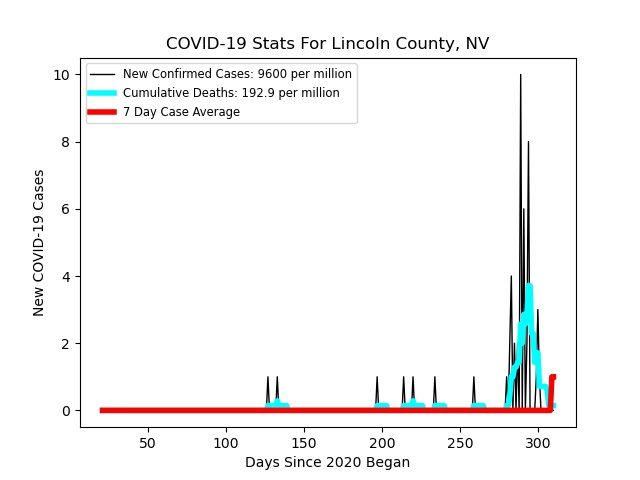 COVID-19 Stats For Lincoln County, NV
New Confirmed Cases: 9600 per million
Cumulative Deaths: 192.9 per million
7 Day Case Average
New COVID-19 Cases
10
8
6
4
2
0
50 100 150 200 250 300
Days Since 2020 Began